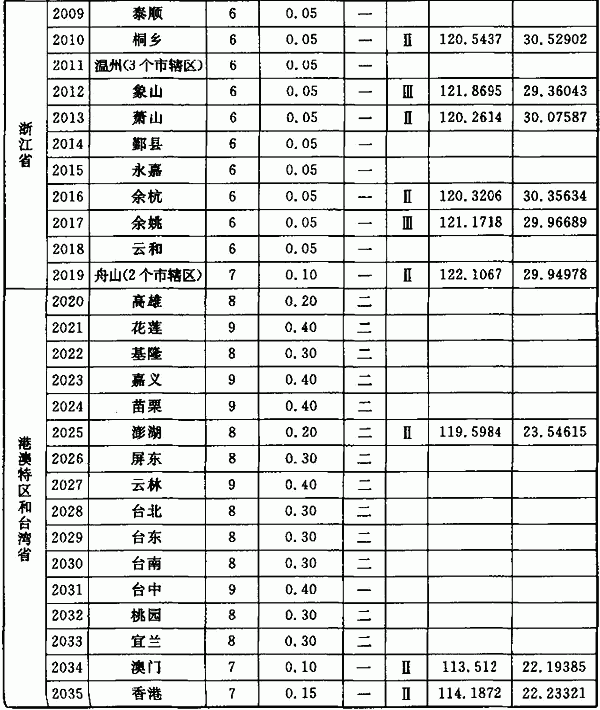 浙江省
2009 泰顺 6 0.05 一
2010 桐乡 6 0.05 一 Ⅱ 120.5437 30.52902
2011 温州(3个市辖区) 6 0.05 一
2012 象山 6 0.05 一 Ⅲ 121.8695 29.36043
2013 萧山 6 0.05 一 Ⅱ 120.2614 30.07587
2014 鄞县 6 0.05 一
2015 永嘉 6 0.05 一
2016 余杭 6 0.05 一 Ⅱ 120.3206 30.35634
2017 余姚 6 0.05 一 Ⅲ 121.1718 29.96689
2018 云和 6 0.05 一
2019 舟山(2个市辖区) 7 0.10 一 Ⅱ 122.1067 29.94978
港澳特区和台湾省
2020 高雄 8 0.20 二
2021 花莲 9 0.40 二
2022 基隆 8 0.30 二
2023 嘉义 9 0.40 二
2024 苗栗 9 0.40 二
2025 澎湖 8 0.20 二 Ⅱ 119.5984 23.54615
2026 屏东 8 0.30 二
2027 云林 9 0.40 二
2028 台北 8 0.30 二
2029 台东 8 0.30 二
2030 台南 8 0.30 二
2031 台中 9 0.40 一
2032 桃园 8 0.30 二
2033 宜兰 8 0.30 二
2034 澳门 7 0.10 一 Ⅱ 113.512 22.19385
2035 香港 7 0.15 一 Ⅱ 114.1872 22.23321